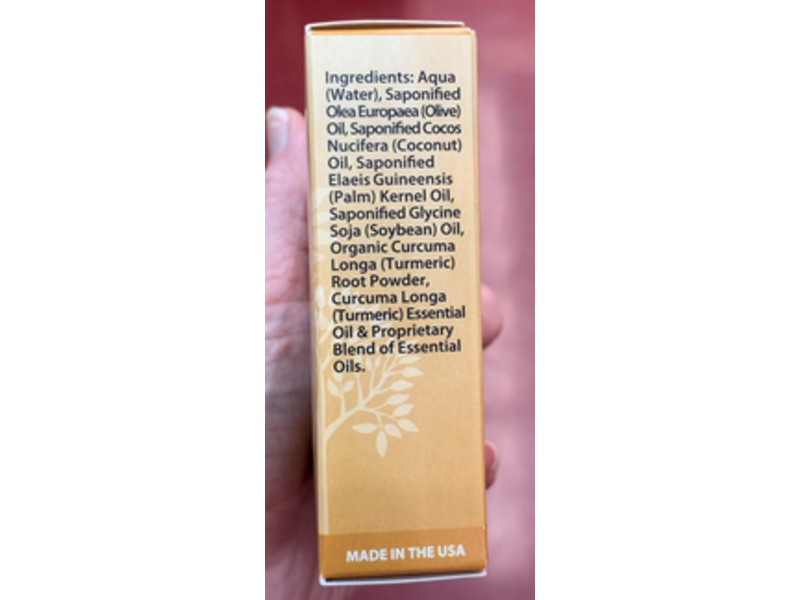 Ingredients: Aqua
(Water), Saponified
Olea Europaea (Olive)
Oil, Saponified Cocos
Nucifera (Coconut)
Oil, Saponified
Elaeis Guineensis
(Palm) Kernel Oil,
Saponified Glycine
Soja (Soybean) Oil,
Organic Curcuma
Longa (Turmeric)
Root Powder,
Curcuma Longa
(Turmeric) Essential
Oil & Proprietary
Blend of Essential
Oils.
MADE IN THE USA